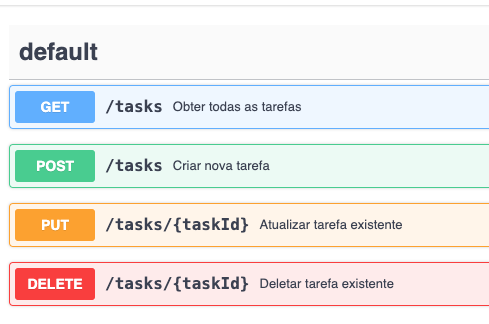 default
GET /tasks Obter todas as tarefas
POST /tasks Criar nova tarefa
PUT /tasks/{taskId} Atualizar tarefa existente
DELETE /tasks/{taskId} Deletar tarefa existente